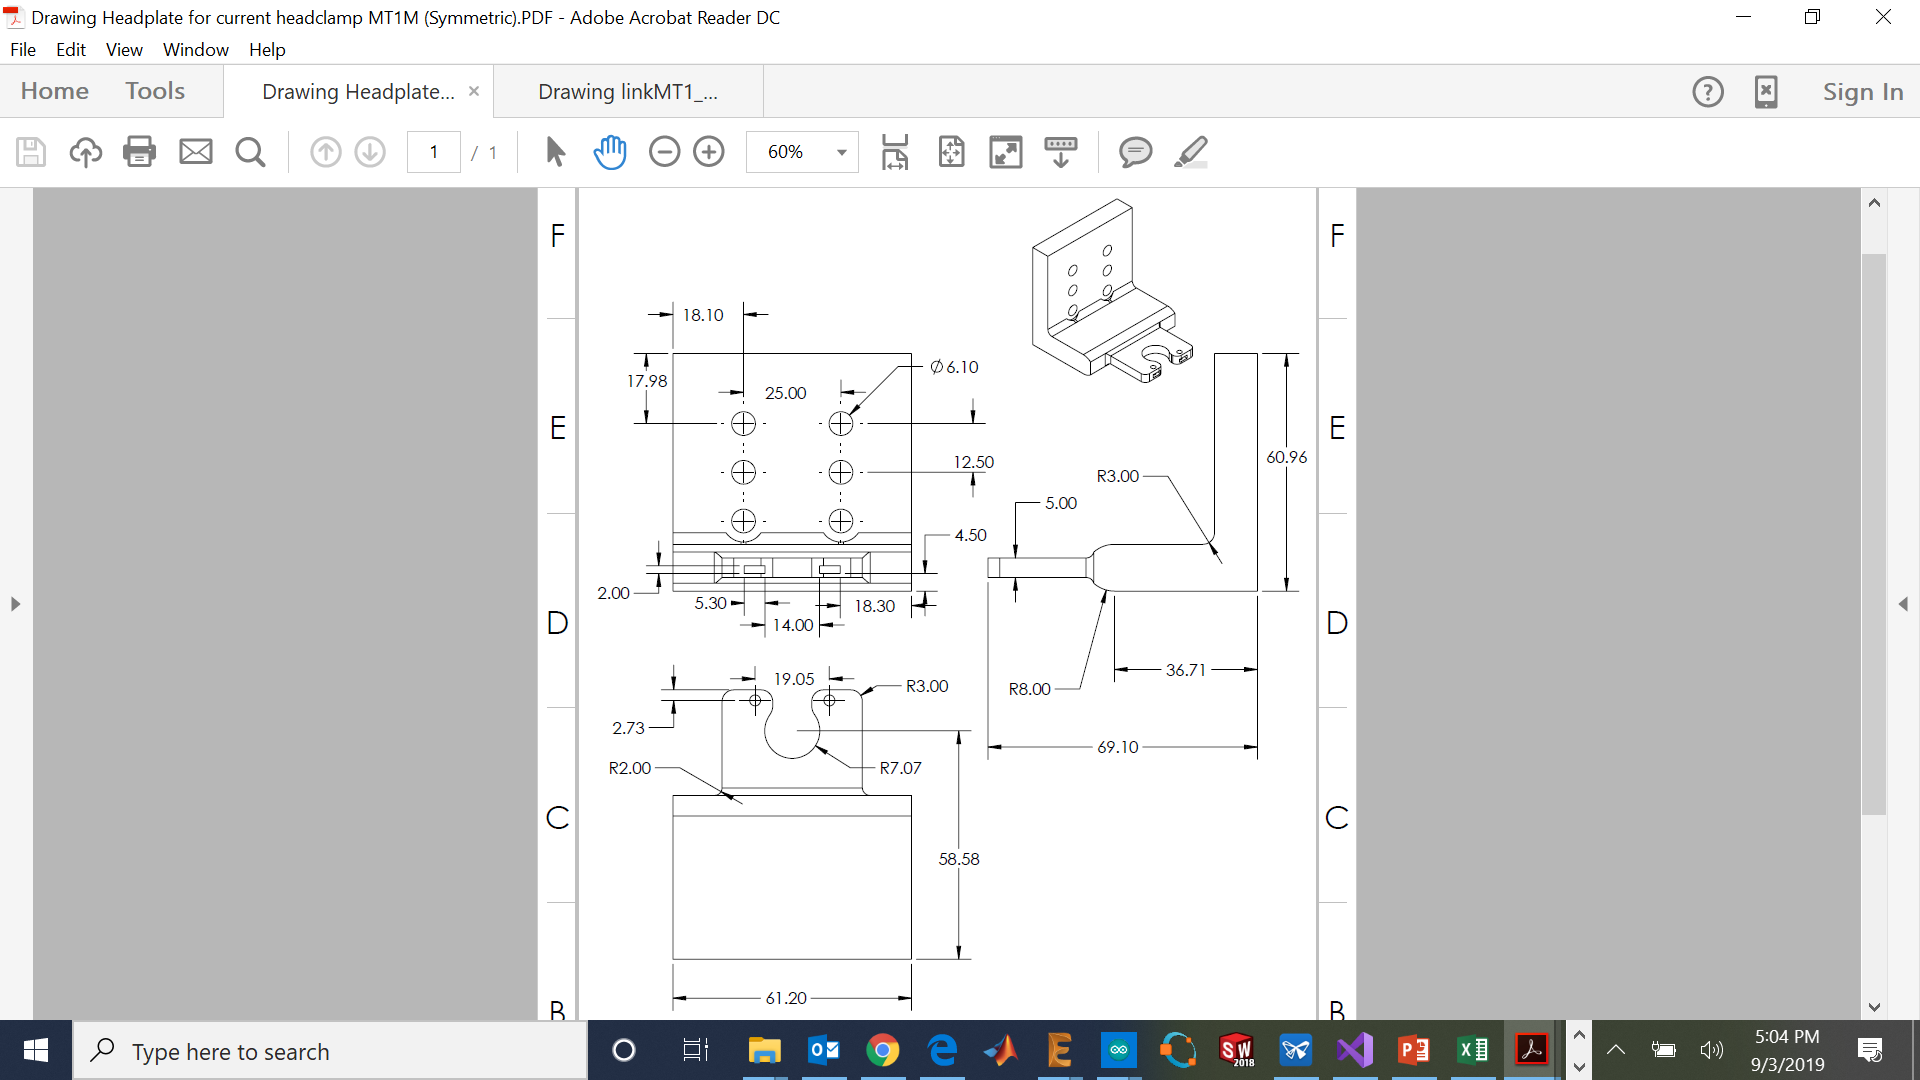 Drawing Headplate for current headclamp MT1M (Symmetric).PDF - Adobe Acrobat Reader DC
File Edit View Window Help
Home Tools Drawing Headplate... × Drawing linkMT1_... ? Sign In
1 / 1 60%
F F
18.10
17.98 25.00 Ø6.10
E E
12.50 R3.00 60.96
5.00
4.50
2.00 5.30 14.00 18.30
D D
36.71
R8.00
69.10
19.05 R3.00
2.73
R2.00 R7.07
C C
58.58
61.20
B B
Type here to search
SW 2018
5:04 PM
9/3/2019